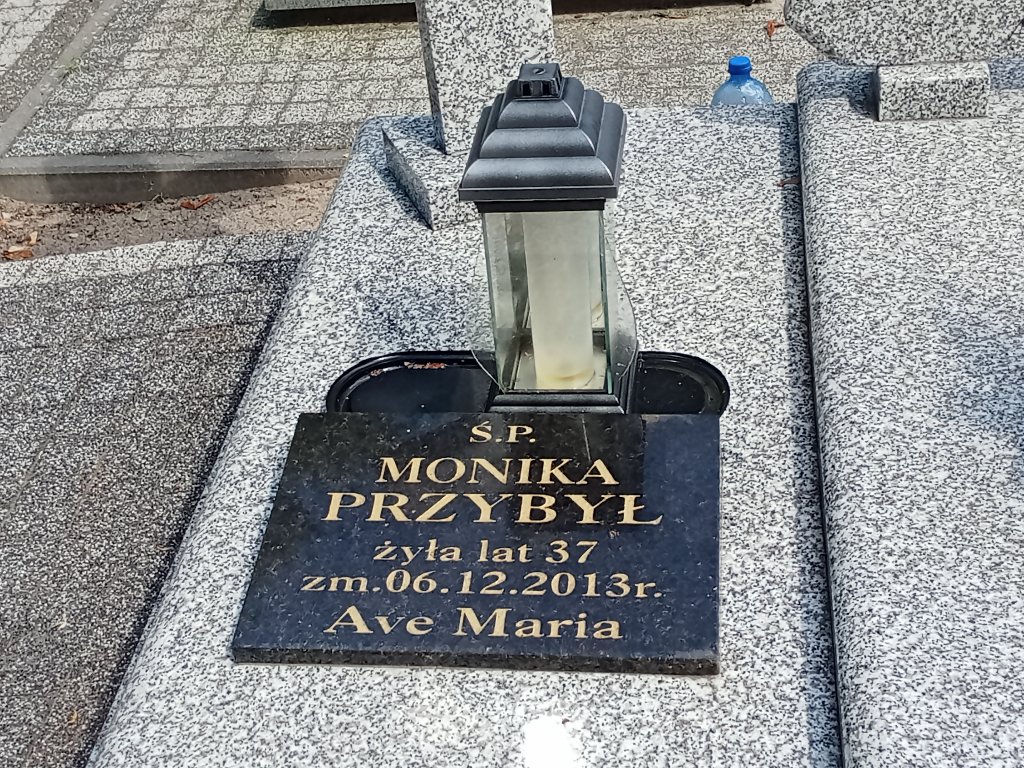 Ś.P.
MONIKA
PRZYBYŁ
żyła lat 37
zm.06.12.2013r.
Ave Maria